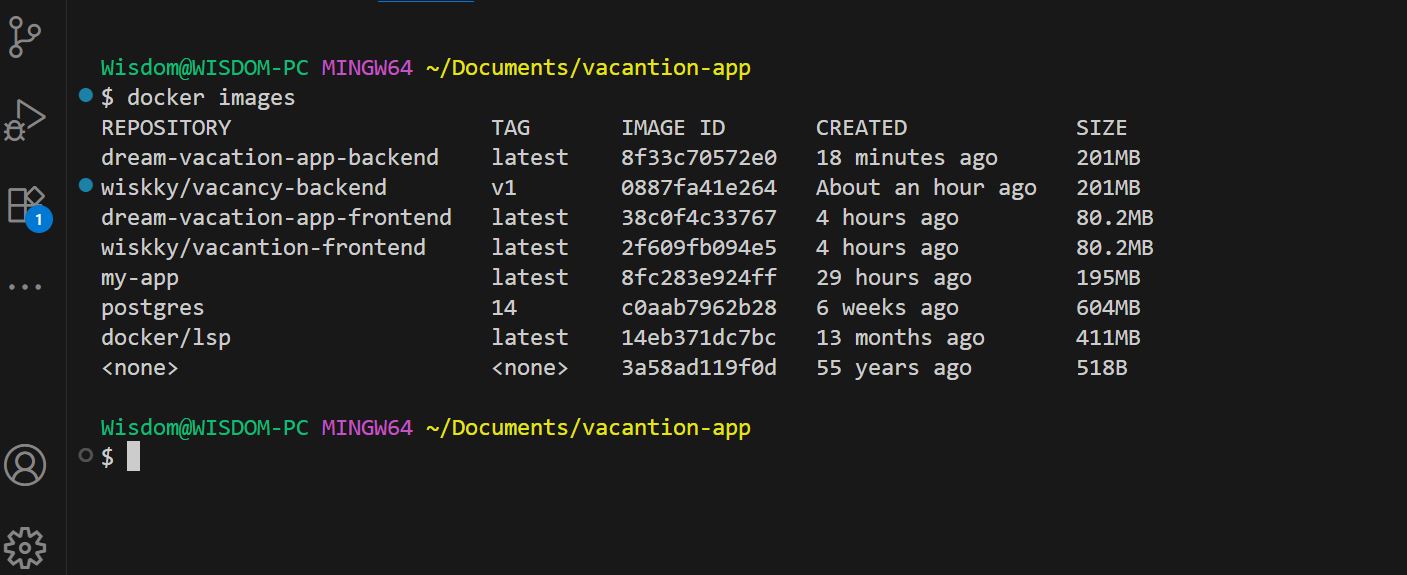 Wisdom@WISDOM-PC MINGW64 ~/Documents/vacantion-app
$ docker images
REPOSITORY TAG IMAGE ID CREATED SIZE
dream-vacation-app-backend latest 8f33c70572e0 18 minutes ago 201MB
wiskky/vacancy-backend v1 0887fa41e264 About an hour ago 201MB
dream-vacation-app-frontend latest 38c0f4c33767 4 hours ago 80.2MB
wiskky/vacantion-frontend latest 2f609fb094e5 4 hours ago 80.2MB
my-app latest 8fc283e924ff 29 hours ago 195MB
postgres 14 c0aab7962b28 6 weeks ago 604MB
docker/lsp latest 14eb371dc7bc 13 months ago 411MB
<none> <none> 3a58ad119f0d 55 years ago 518B
Wisdom@WISDOM-PC MINGW64 ~/Documents/vacantion-app
$
1